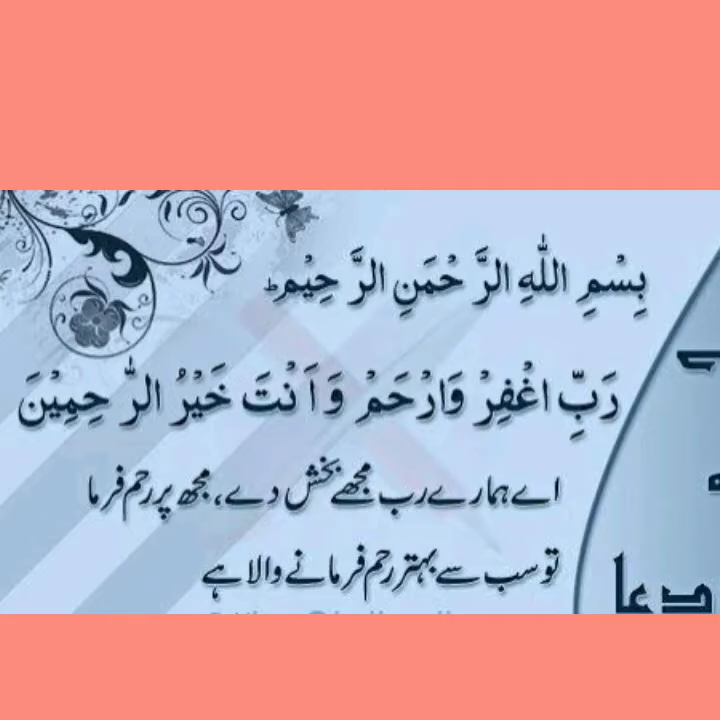 بِسْمِ اللّٰهِ الرَّحْمَنِ الرَّحِيْمِ ط
رَبِّ اغْفِرْ وَارْحَمْ وَاَنْتَ خَيْرُ الرّٰحِمِيْنَ
اے ہمارے رب مجھے بخش دے، مجھ پر رحم فرما
تو سب سے بہتر رحم فرمانے والا ہے
دعا